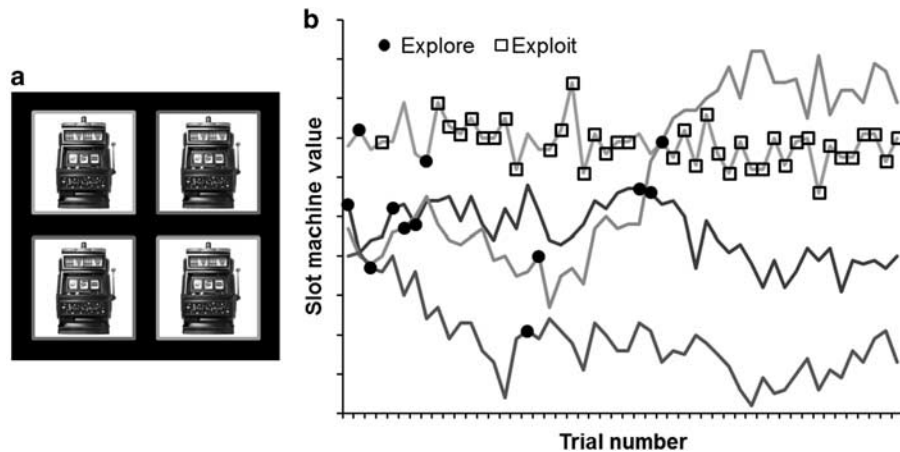 a
b
Explore
Exploit
Slot machine value
Trial number